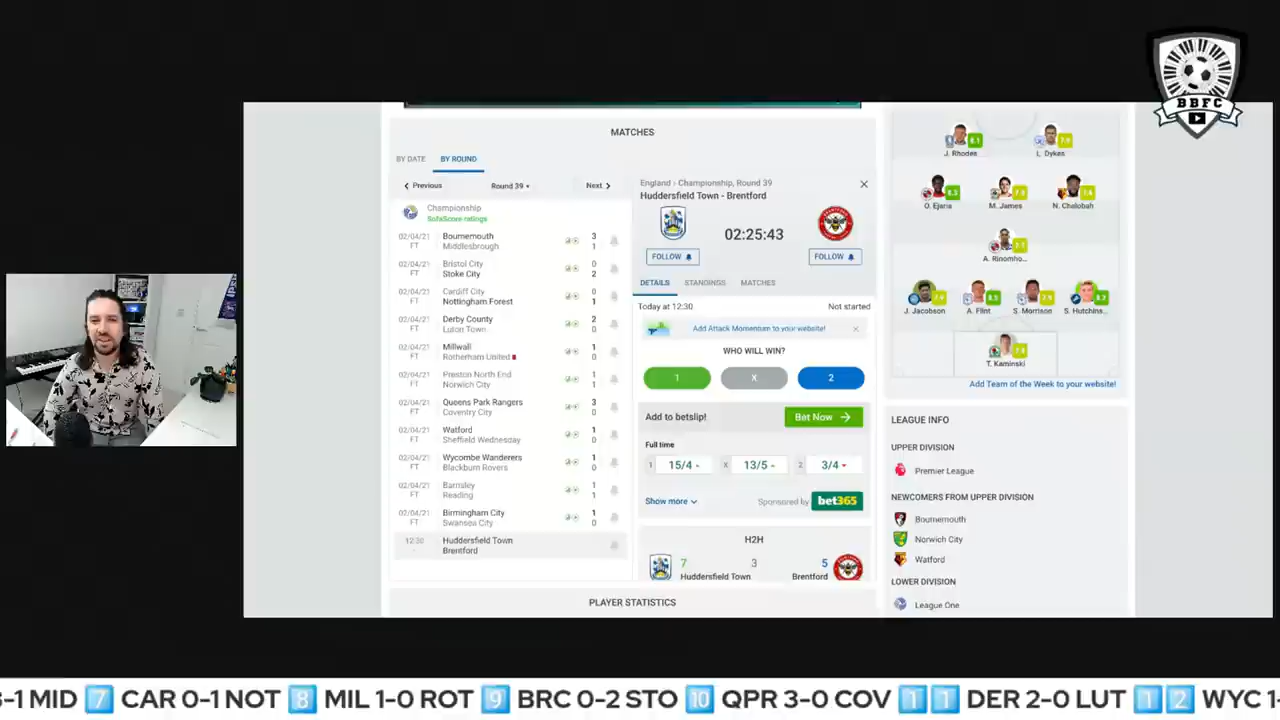 BBFC
MATCHES
BY DATE
BY ROUND
Previous
Round 39
Next
Championship
SofaScore ratings
02/04/21 Bournemouth 3
FT Middlesbrough 1
02/04/21 Bristol City 0
FT Stoke City 2
02/04/21 Cardiff City 0
FT Nottingham Forest 1
02/04/21 Derby County 2
FT Luton Town 0
02/04/21 Millwall 1
FT Rotherham United 0
02/04/21 Preston North End 1
FT Norwich City 1
02/04/21 Queens Park Rangers 3
FT Coventry City 0
02/04/21 Watford 1
FT Sheffield Wednesday 0
02/04/21 Wycombe Wanderers 1
FT Blackburn Rovers 0
02/04/21 Barnsley 1
FT Reading 1
02/04/21 Birmingham City 1
FT Swansea City 0
12:30 Huddersfield Town
- Brentford
England › Championship, Round 39
Huddersfield Town - Brentford
02:25:43
FOLLOW
FOLLOW
DETAILS STANDINGS MATCHES
Today at 12:30 Not started
Add Attack Momentum to your website!
WHO WILL WIN?
1 X 2
Add to betslip! Bet Now
Full time
1 15/4 X 13/5 2 3/4
Show more
Sponsored by bet365
H2H
7 3 5
Huddersfield Town Brentford
PLAYER STATISTICS
8.1
J. Rhodes L. Dykes
8.3
O. Ejaria M. James N. Chalobah
A. Rinomho...
8.3 8.2
J. Jacobson A. Flint S. Morrison S. Hutchins...
T. Kaminski
Add Team of the Week to your website!
LEAGUE INFO
UPPER DIVISION
Premier League
NEWCOMERS FROM UPPER DIVISION
Bournemouth
Norwich City
Watford
LOWER DIVISION
League One
-1 MID 7 CAR 0-1 NOT 8 MIL 1-0 ROT 9 BRC 0-2 STO 10 QPR 3-0 COV 1 1 DER 2-0 LUT 1 2 WYC 1-